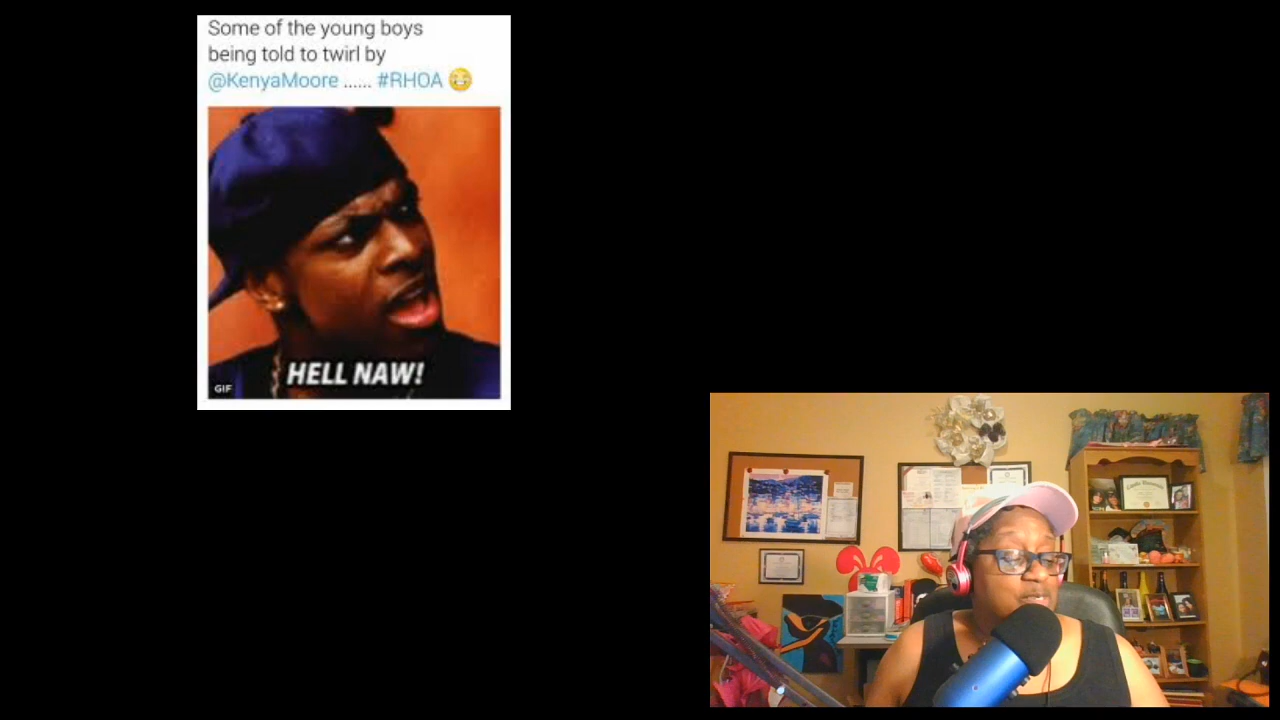 Some of the young boys
being told to twirl by
@KenyaMoore ...... #RHOA 😁
HELL NAW!
GIF